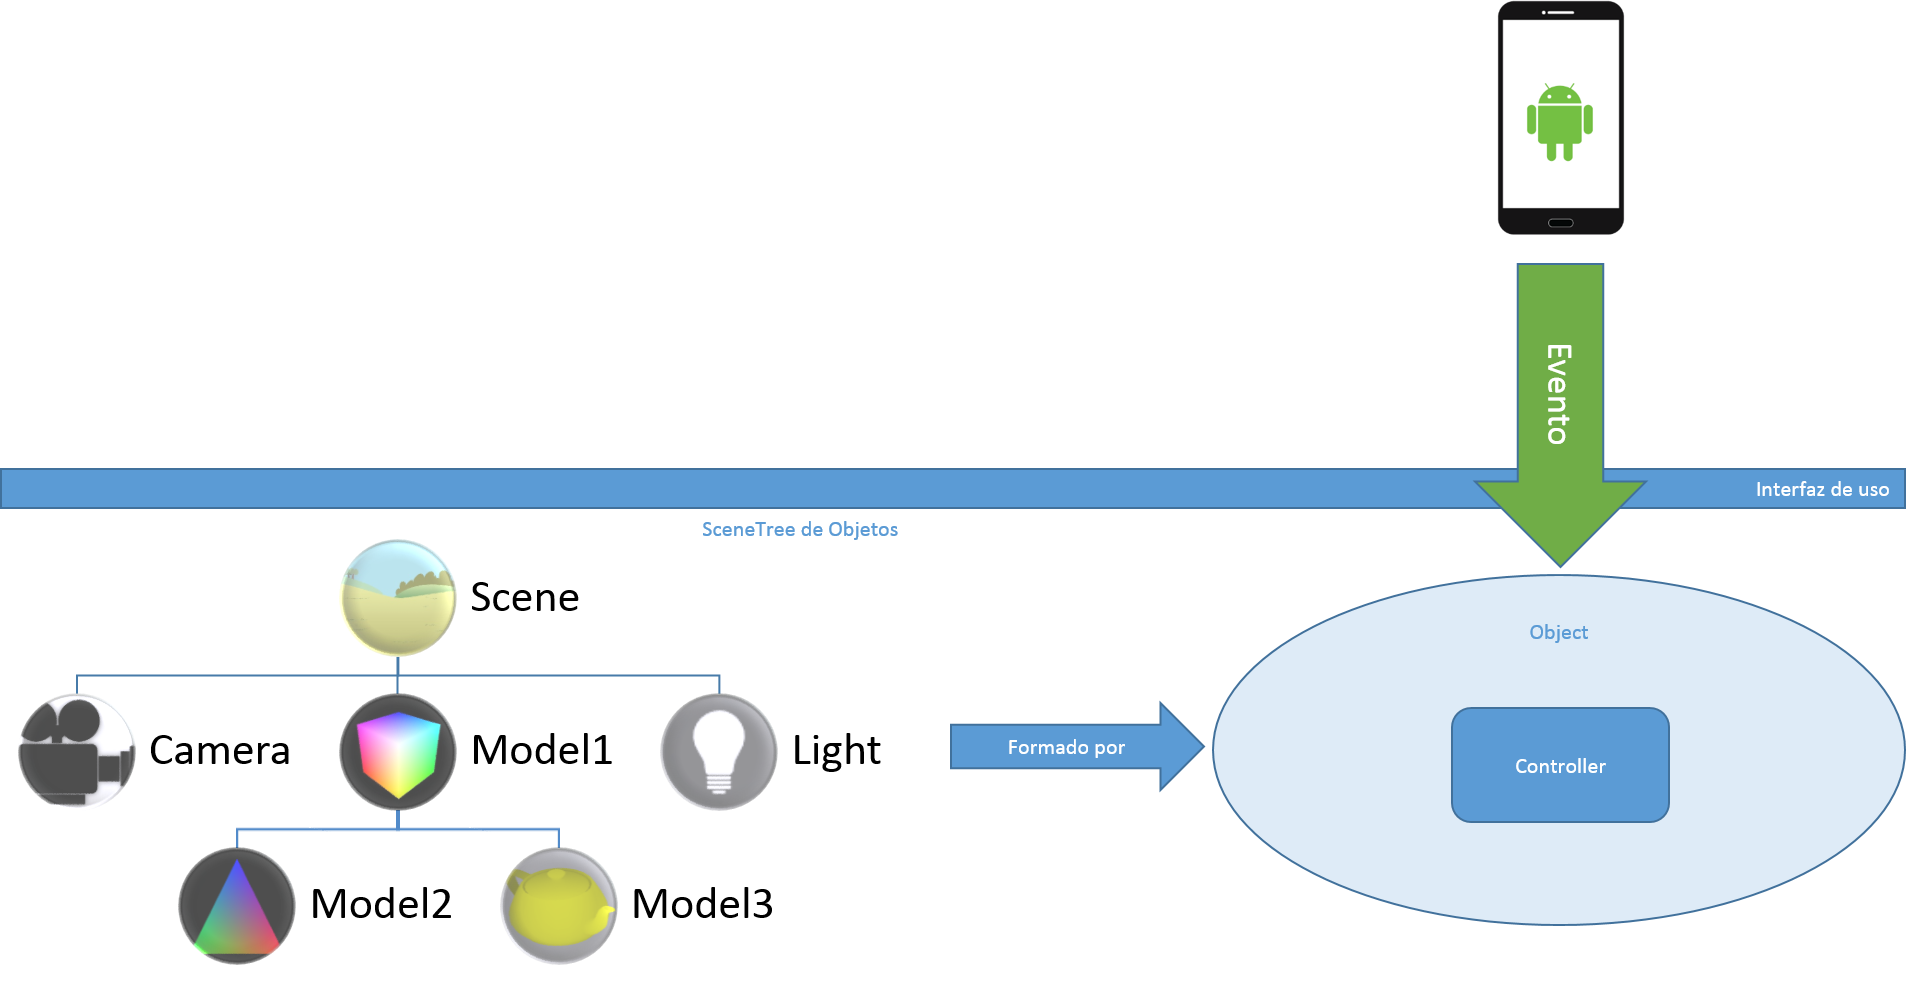 Evento
Interfaz de uso
SceneTree de Objetos
Scene
Camera
Model1
Light
Model2
Model3
Formado por
Object
Controller